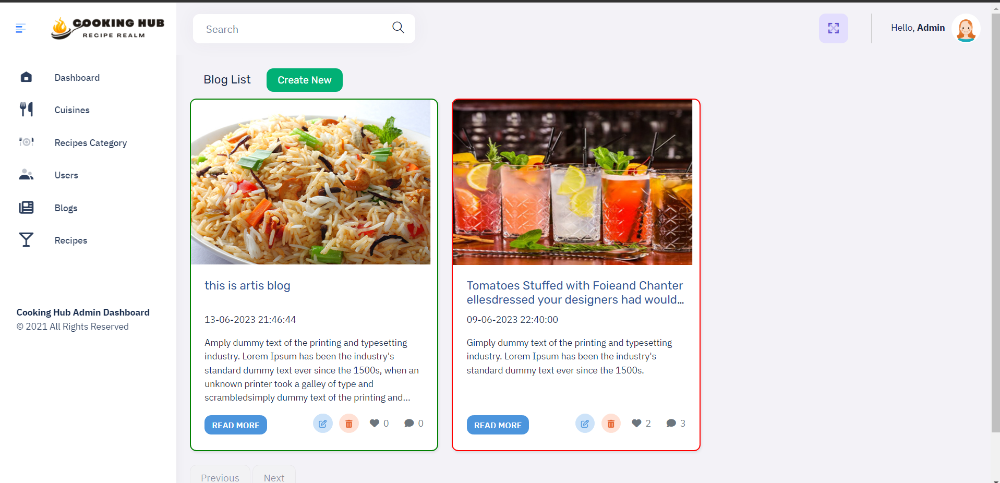 COOKING HUB
RECIPE REALM
Search
Hello, Admin
Dashboard
Cuisines
Recipes Category
Users
Blogs
Recipes
Cooking Hub Admin Dashboard
© 2021 All Rights Reserved
Blog List
Create New
this is artis blog
13-06-2023 21:46:44
Amply dummy text of the printing and typesetting
industry. Lorem Ipsum has been the industry's
standard dummy text ever since the 1500s, when an
unknown printer took a galley of type and
scrambledsimply dummy text of the printing and...
READ MORE
0
0
Tomatoes Stuffed with Foieand Chanter
ellesdressed your designers had would...
09-06-2023 22:40:00
Gimply dummy text of the printing and typesetting
industry. Lorem Ipsum has been the industry's
standard dummy text ever since the 1500s.
READ MORE
2
3
Previous
Next